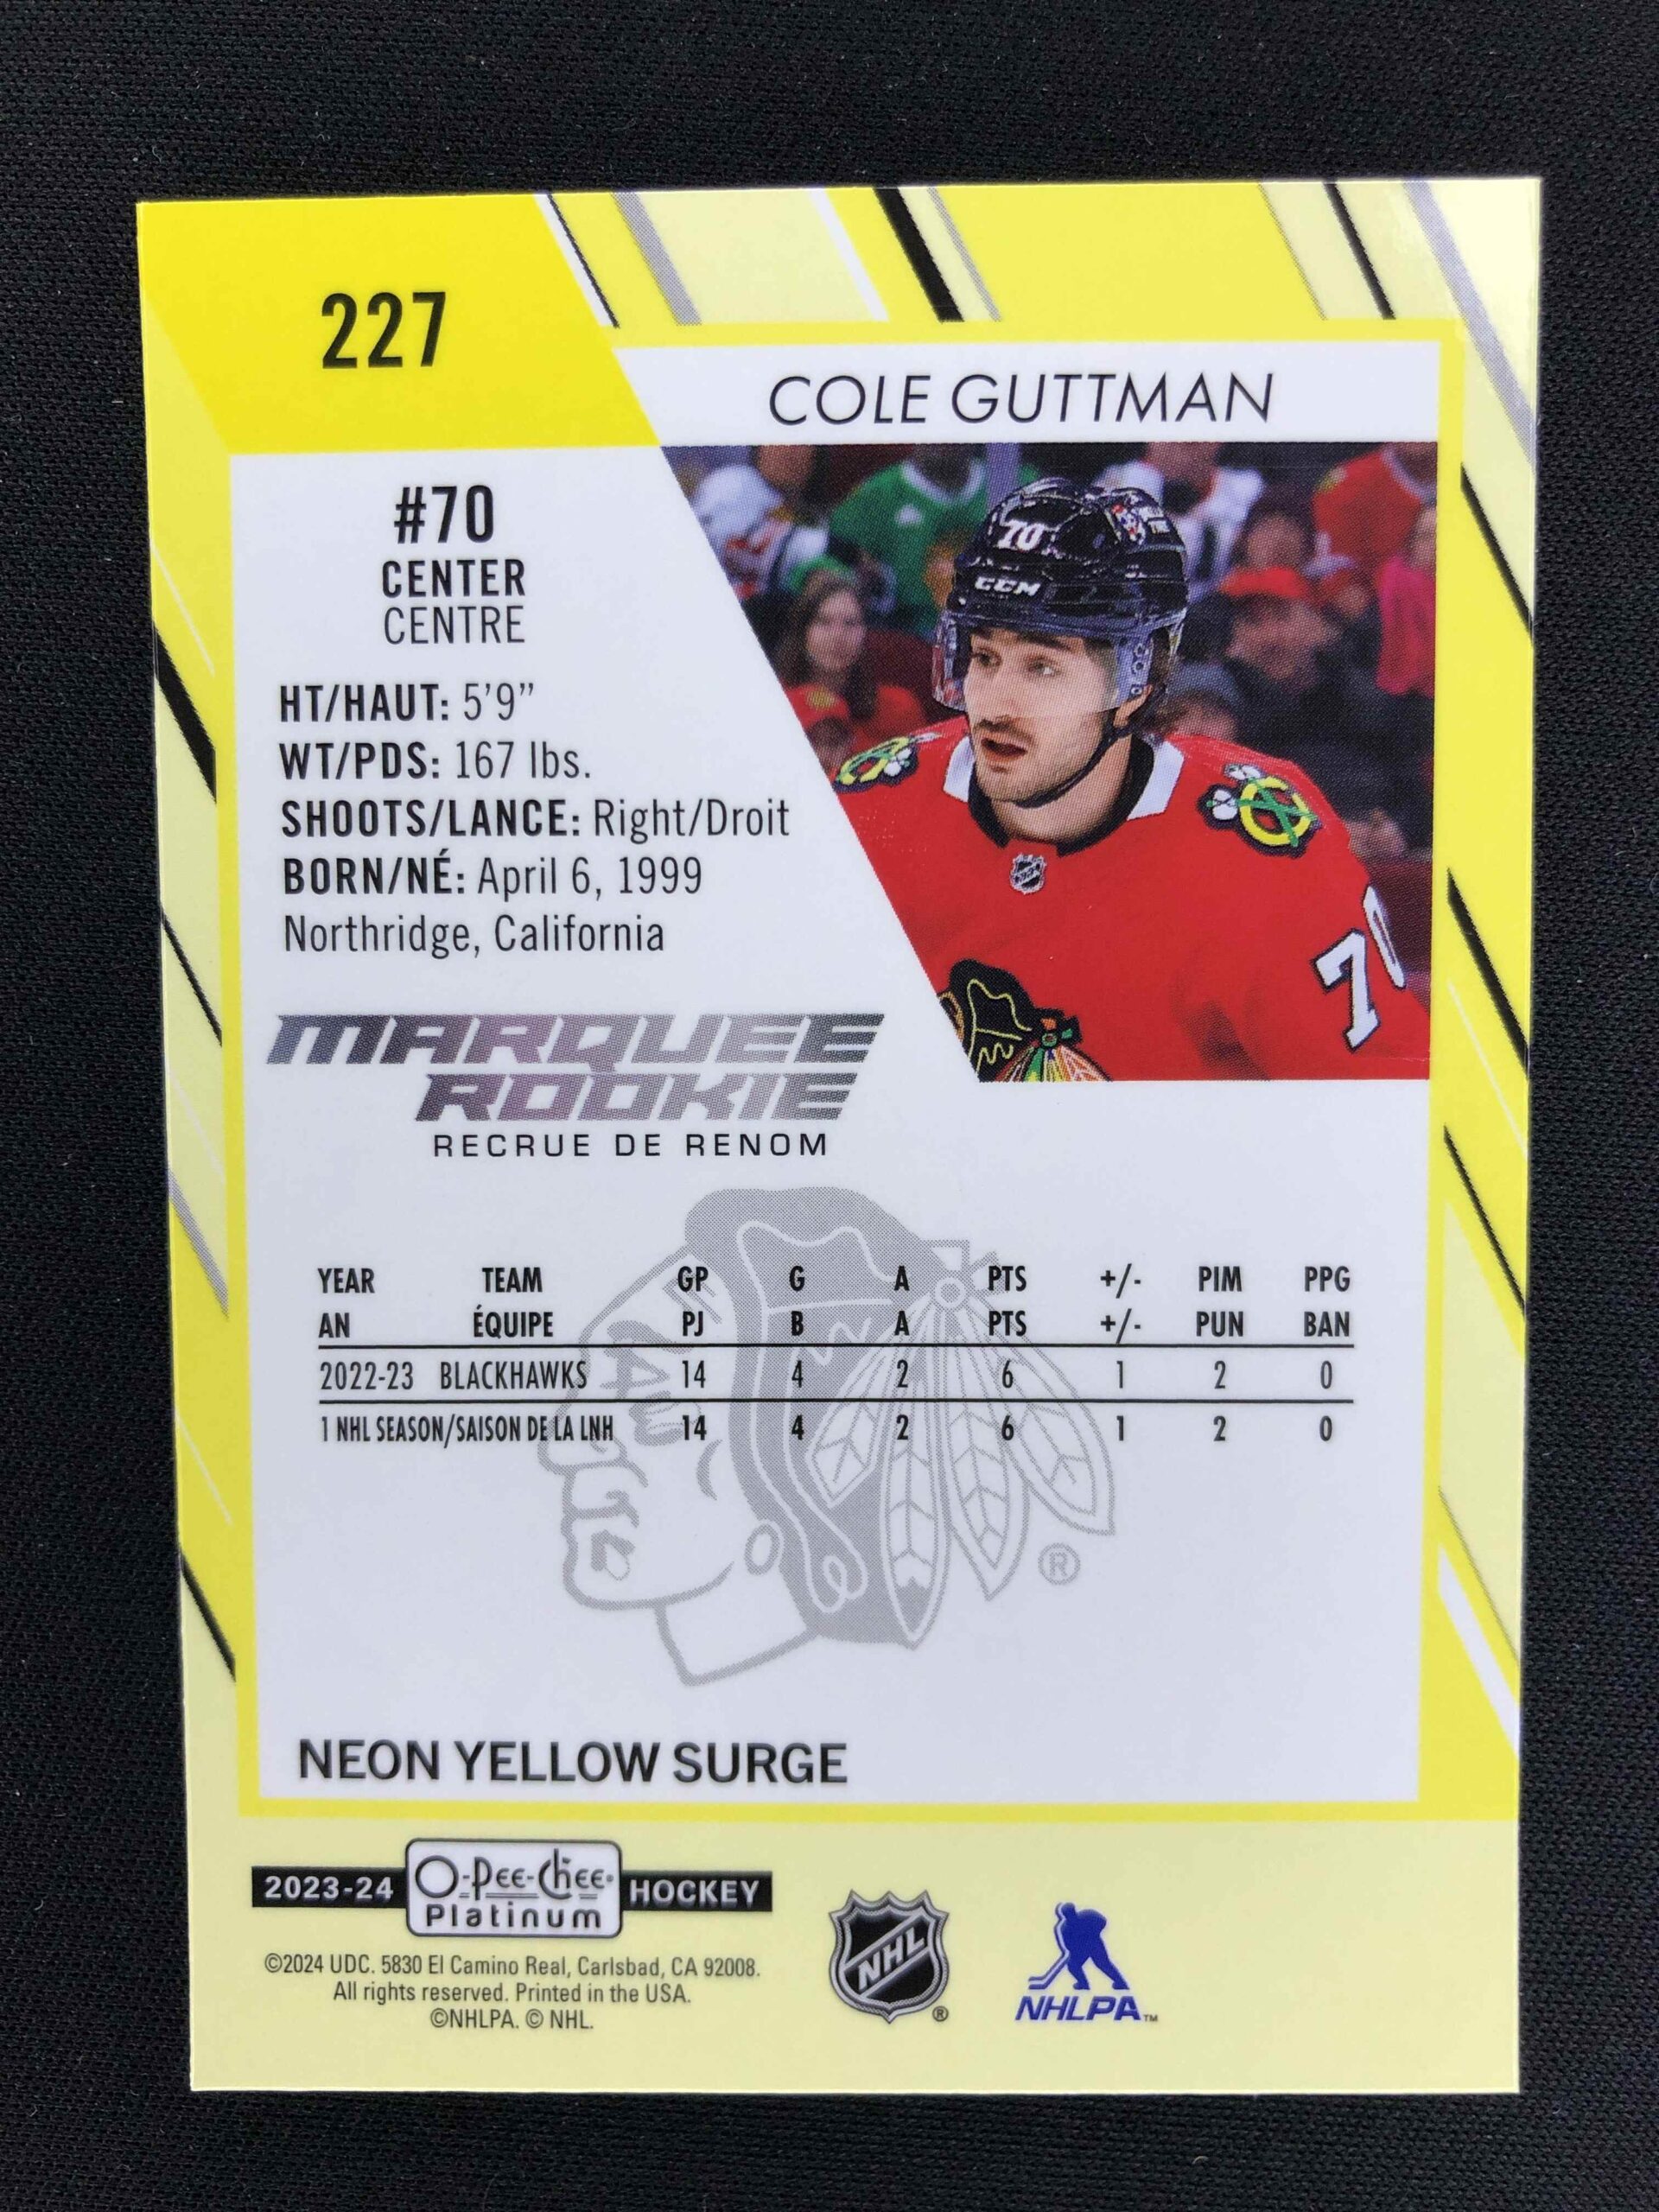 227
COLE GUTTMAN
#70
CENTER
CENTRE
HT/HAUT: 5'9”
WT/PDS: 167 lbs.
SHOOTS/LANCE: Right/Droit
BORN/NÉ: April 6, 1999
Northridge, California
70
CCM
70
MARQUEE
ROOKIE
RECRUE DE RENOM
YEAR TEAM GP G A PTS +/- PIM PPG
AN ÉQUIPE PJ B A PTS +/- PUN BAN
2022-23 BLACKHAWKS 14 4 2 6 1 2 0
1 NHL SEASON/SAISON DE LA LNH 14 4 2 6 1 2 0
®
NEON YELLOW SURGE
2023-24 O-Pee-Chee® Platinum HOCKEY
©2024 UDC. 5830 El Camino Real, Carlsbad, CA 92008.
All rights reserved. Printed in the USA.
©NHLPA. © NHL.
NHL ®
NHLPA™